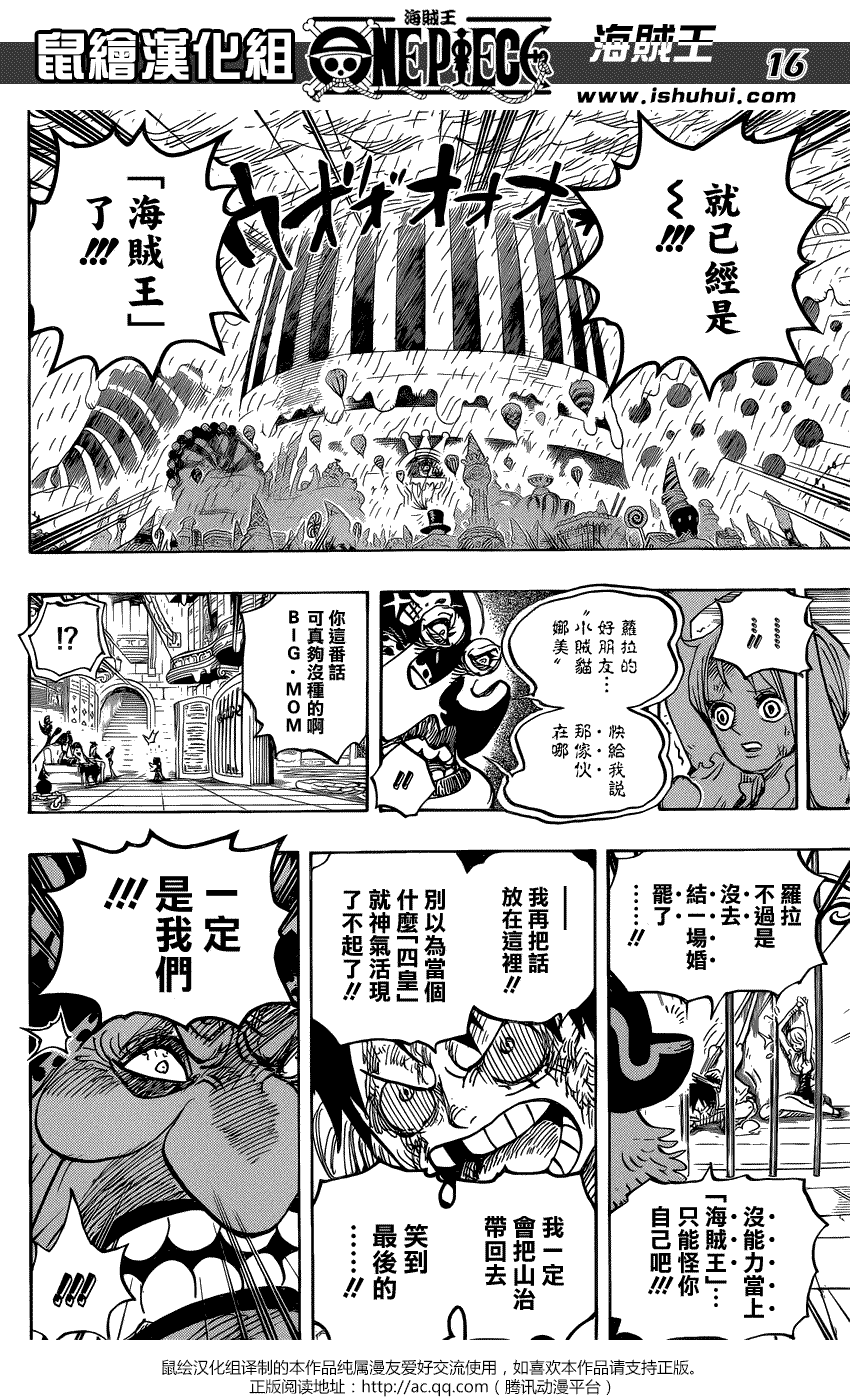 鼠繪漢化組
海賊王
ONE PIECE
海賊王
16
www.ishuhui.com
就已經是
〜!!!
「海賊王」
了!!!
ウオオオオオオ
………
蘿拉的
好朋友…
“小賊貓”
娜美
快給我說
那傢伙
在哪
!!
你這番話
可真夠沒種的啊
BIG·MOM
!?
羅拉
不過是
沒去
結一場婚
罷了
……!!
沒能力當上
「海賊王」…
只能怪你
自己吧!!!
——
我再把話
放在這裡!!
別以為當個
什麼「四皇」
就神氣活現
了不起了!!
我一定
會把山治
帶回去
笑到
最後的
……!!
一定
是我們
!!!
!!!
鼠绘汉化组译制的本作品纯属漫友爱好交流使用，如喜欢本作品请支持正版。
正版阅读地址：http://ac.qq.com（腾讯动漫平台）